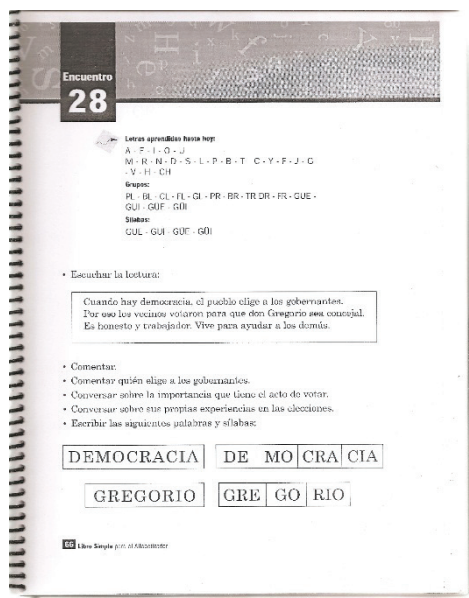 Encuentro
28
Letras aprendidas hasta hoy:
A - E - I - O - U
M - R - N - D - S - L - P - B - T - C - Y - F - J - G
- V - H - CH
Grupos:
PL - BL - CL - FL - GL - PR - BR - TR DR - FR - GUE -
GUI - GÜE - GÜI
Sílabas:
GUE - GUI - GÜE - GÜI
• Escuchar la lectura:
Cuando hay democracia, el pueblo elige a los gobernantes.
Por eso los vecinos votaron para que don Gregorio sea concejal.
Es honesto y trabajador. Vive para ayudar a los demás.
• Comentar.
• Comentar quién elige a los gobernantes.
• Conversar sobre la importancia que tiene el acto de votar.
• Conversar sobre sus propias experiencias en las elecciones.
• Escribir las siguientes palabras y sílabas:
DEMOCRACIA DE MO CRA CIA
GREGORIO GRE GO RIO
66 Libro Simple para el Alfabetizador